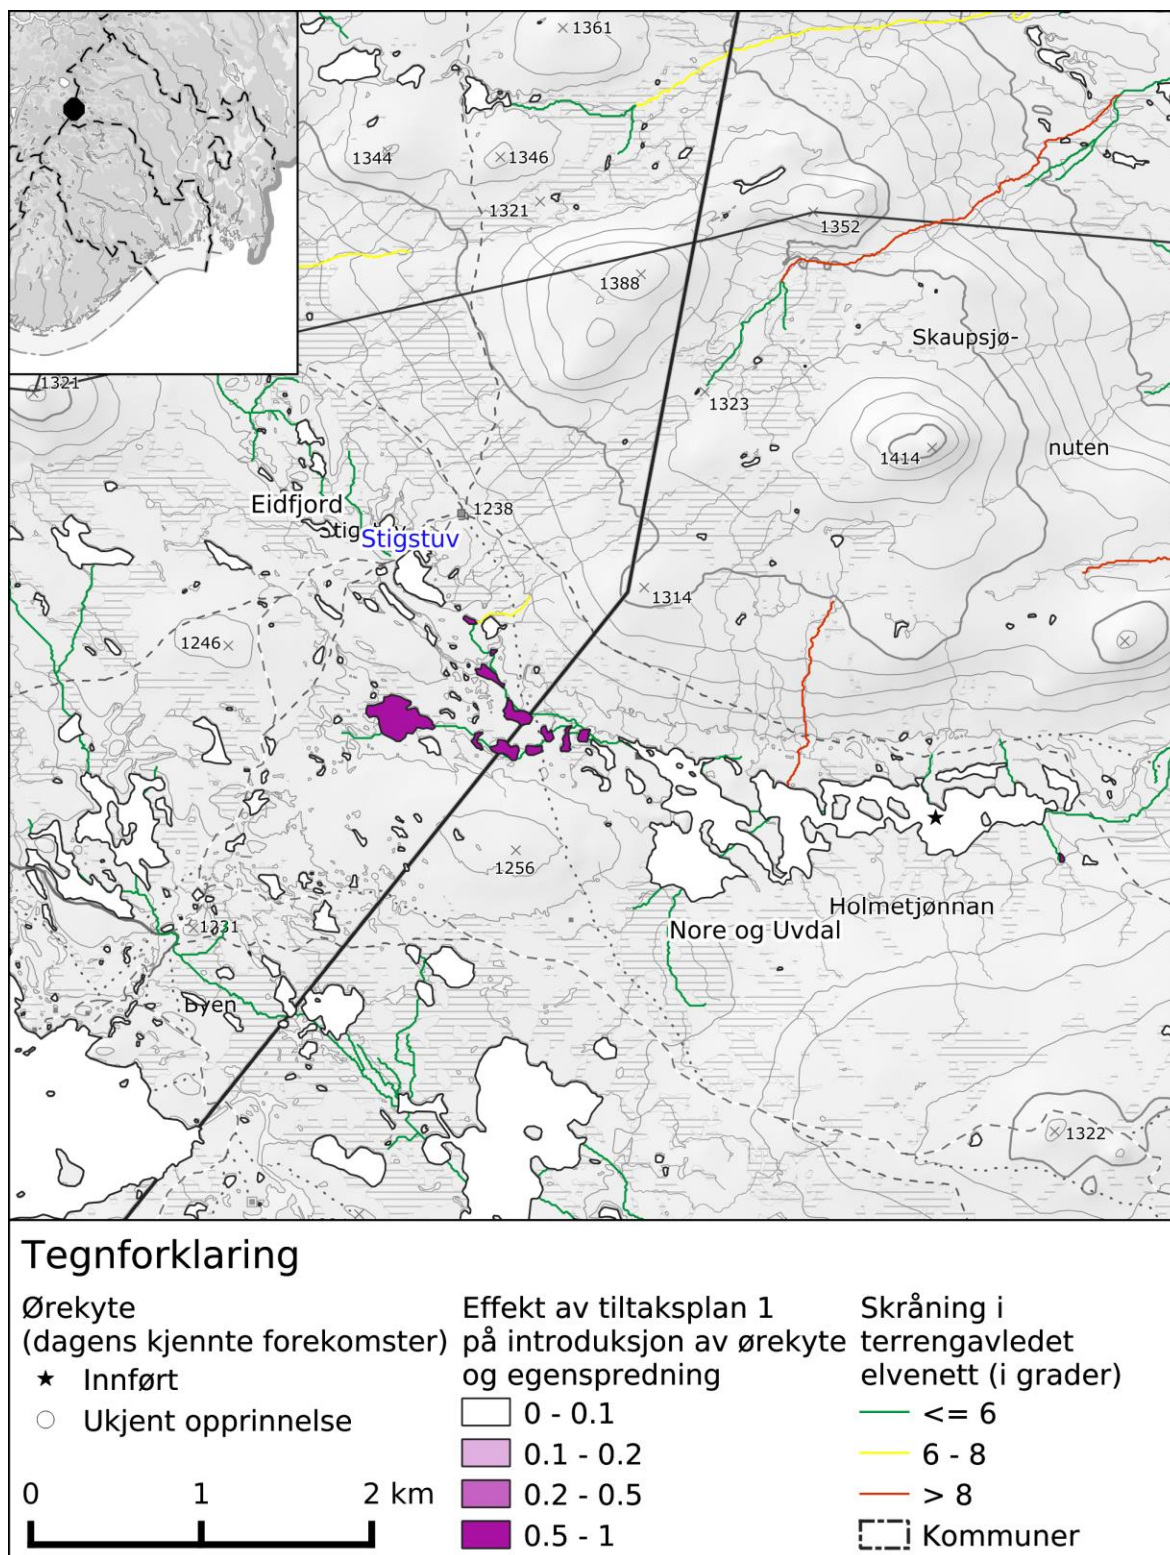 1361
1344
1346
1321
1352
1388
Skaupsjø-
1321
1323
1414
nuten
Eidfjord
1238
Stigstuv
1314
1246
1256
Holmetjønnan
1231
Nore og Uvdal
Byen
1322
Tegnforklaring
Ørekyte
(dagens kjennte forekomster)
Innført
Ukjent opprinnelse
0 1 2 km
Effekt av tiltaksplan 1
på introduksjon av ørekyte
og egenspredning
0 - 0.1
0.1 - 0.2
0.2 - 0.5
0.5 - 1
Skråning i
terrengavledet
elvenett (i grader)
<= 6
6 - 8
> 8
Kommuner